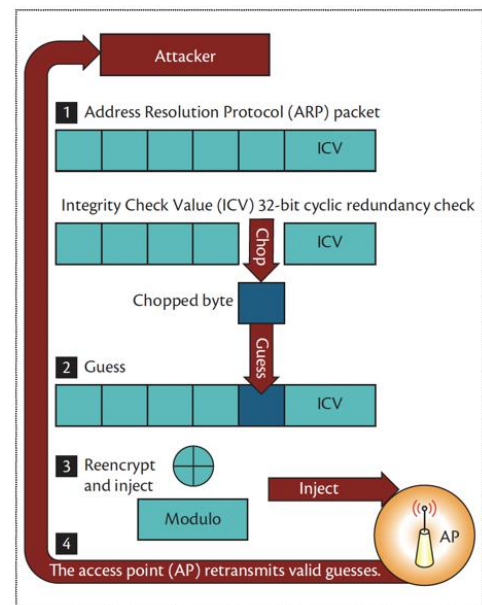 Attacker
1 Address Resolution Protocol (ARP) packet
ICV
Integrity Check Value (ICV) 32-bit cyclic redundancy check
Chop
ICV
Chopped byte
Guess
2 Guess
ICV
3 Reencrypt
and inject
Inject
Modulo
AP
4
The access point (AP) retransmits valid guesses.